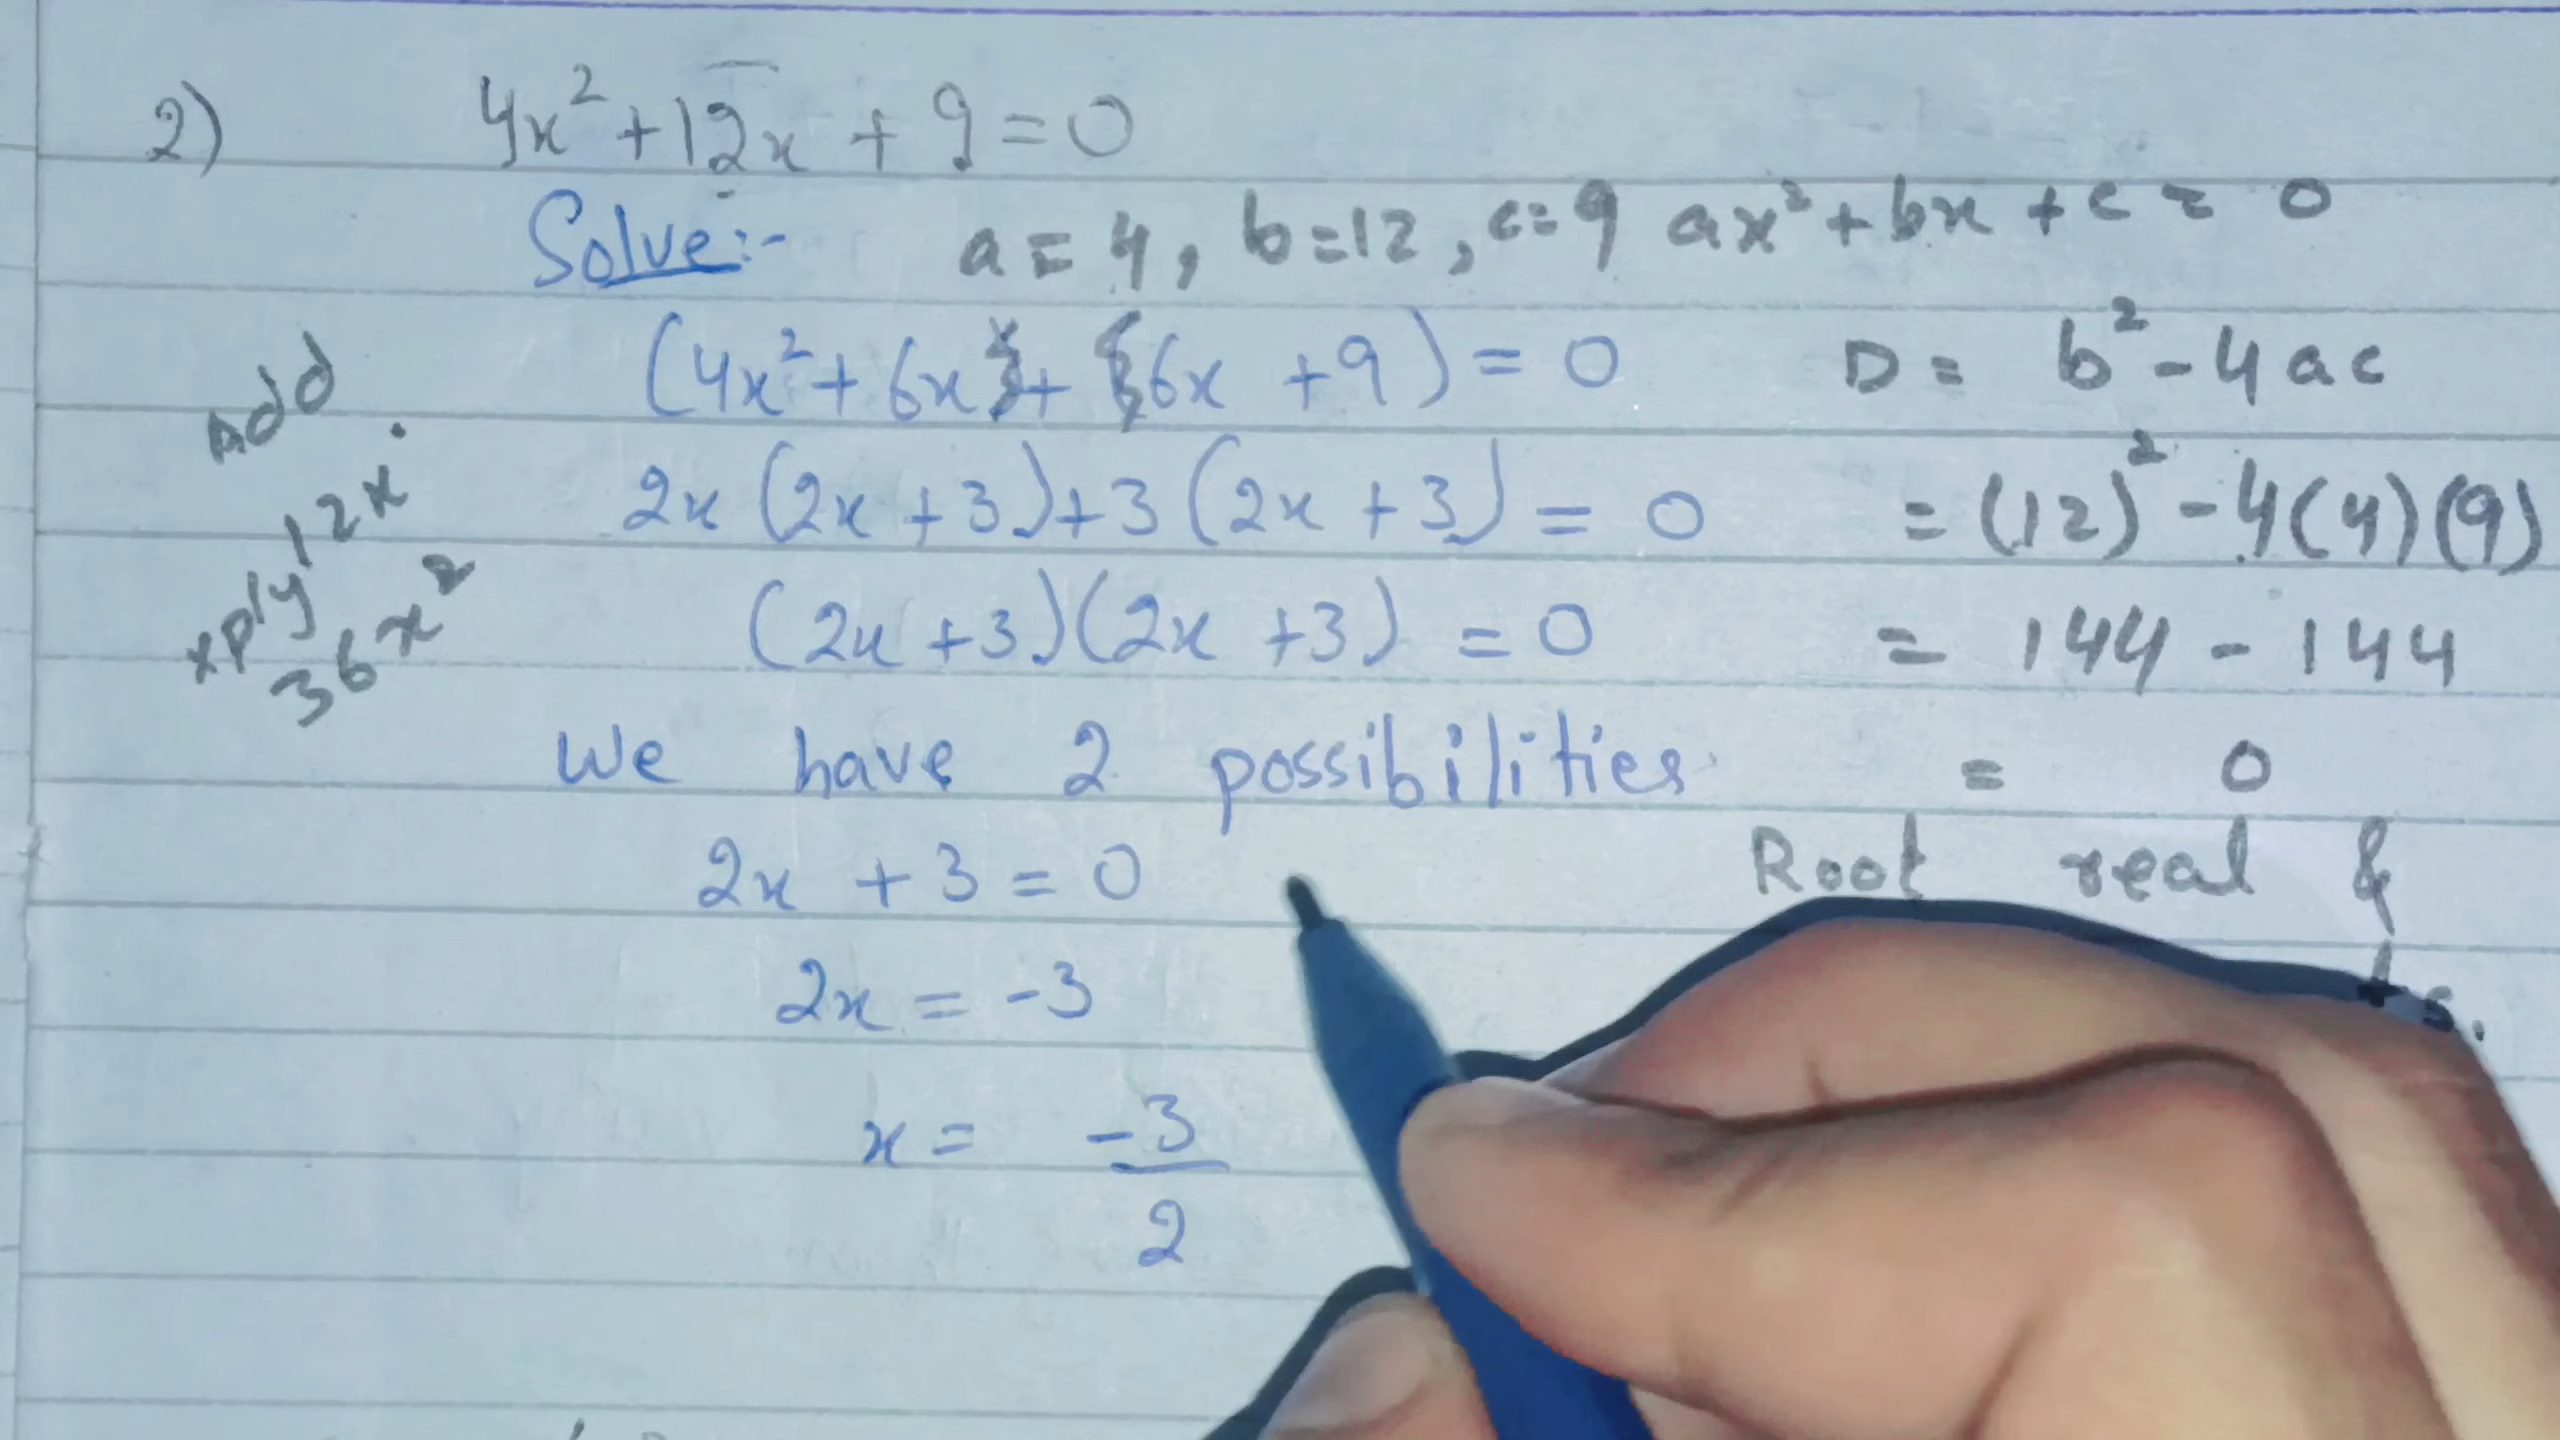 2) 4x² + 12x + 9 = 0
Solve:- a = 4, b = 12, c = 9 ax² + bx + c = 0
(4x² + 6x + 6x + 9) = 0 D = b² - 4ac
Add 12x.
2x (2x + 3) + 3 (2x + 3) = 0 = (12)² - 4(4)(9)
xply 36x²
(2x + 3)(2x + 3) = 0 = 144 - 144
We have 2 possibilities = 0
2x + 3 = 0 Root real &
2x = -3
x = -3/2